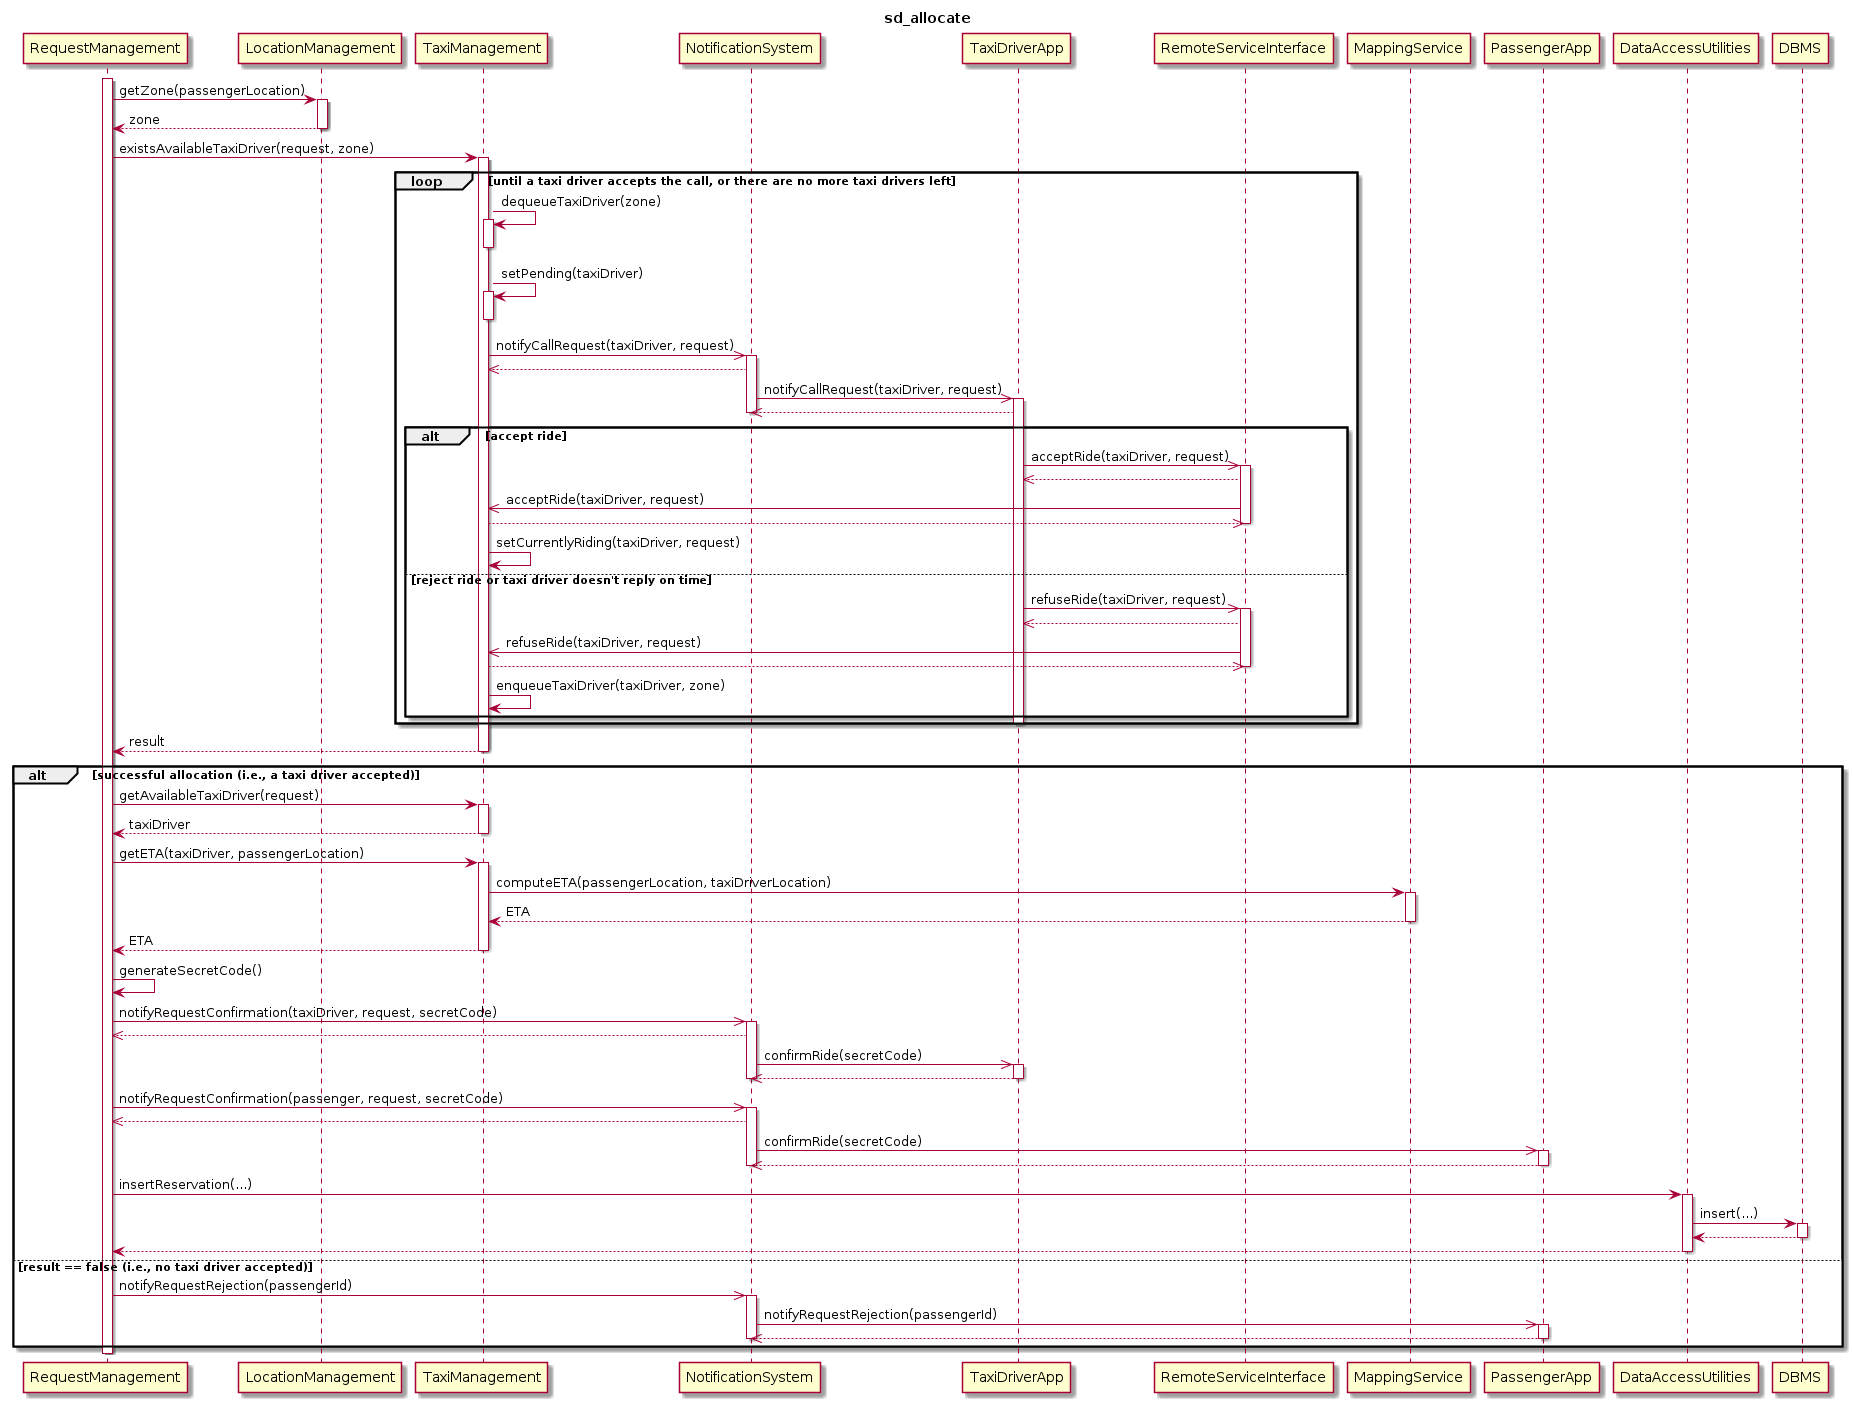 sd_allocate
RequestManagement LocationManagement TaxiManagement NotificationSystem TaxiDriverApp RemoteServiceInterface MappingService PassengerApp DataAccessUtilities DBMS
getZone(passengerLocation)
zone
existsAvailableTaxiDriver(request, zone)
loop [until a taxi driver accepts the call, or there are no more taxi drivers left]
dequeueTaxiDriver(zone)
setPending(taxiDriver)
notifyCallRequest(taxiDriver, request)
notifyCallRequest(taxiDriver, request)
alt [accept ride]
acceptRide(taxiDriver, request)
acceptRide(taxiDriver, request)
setCurrentlyRiding(taxiDriver, request)
[reject ride or taxi driver doesn't reply on time]
refuseRide(taxiDriver, request)
refuseRide(taxiDriver, request)
enqueueTaxiDriver(taxiDriver, zone)
result
alt [successful allocation (i.e., a taxi driver accepted)]
getAvailableTaxiDriver(request)
taxiDriver
getETA(taxiDriver, passengerLocation)
computeETA(passengerLocation, taxiDriverLocation)
ETA
ETA
generateSecretCode()
notifyRequestConfirmation(taxiDriver, request, secretCode)
confirmRide(secretCode)
notifyRequestConfirmation(passenger, request, secretCode)
confirmRide(secretCode)
insertReservation(...)
insert(...)
[result == false (i.e., no taxi driver accepted)]
notifyRequestRejection(passengerId)
notifyRequestRejection(passengerId)
RequestManagement LocationManagement TaxiManagement NotificationSystem TaxiDriverApp RemoteServiceInterface MappingService PassengerApp DataAccessUtilities DBMS